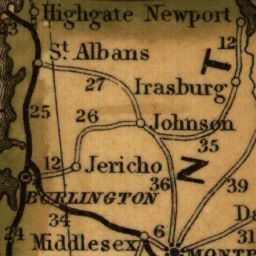 Highgate Newport
23
12
St. Albans
27
Irasburg
T
25
26
Johnson
35
N
12
Jericho
36
39
BURLINGTON
34
24
Middlesex
6
31